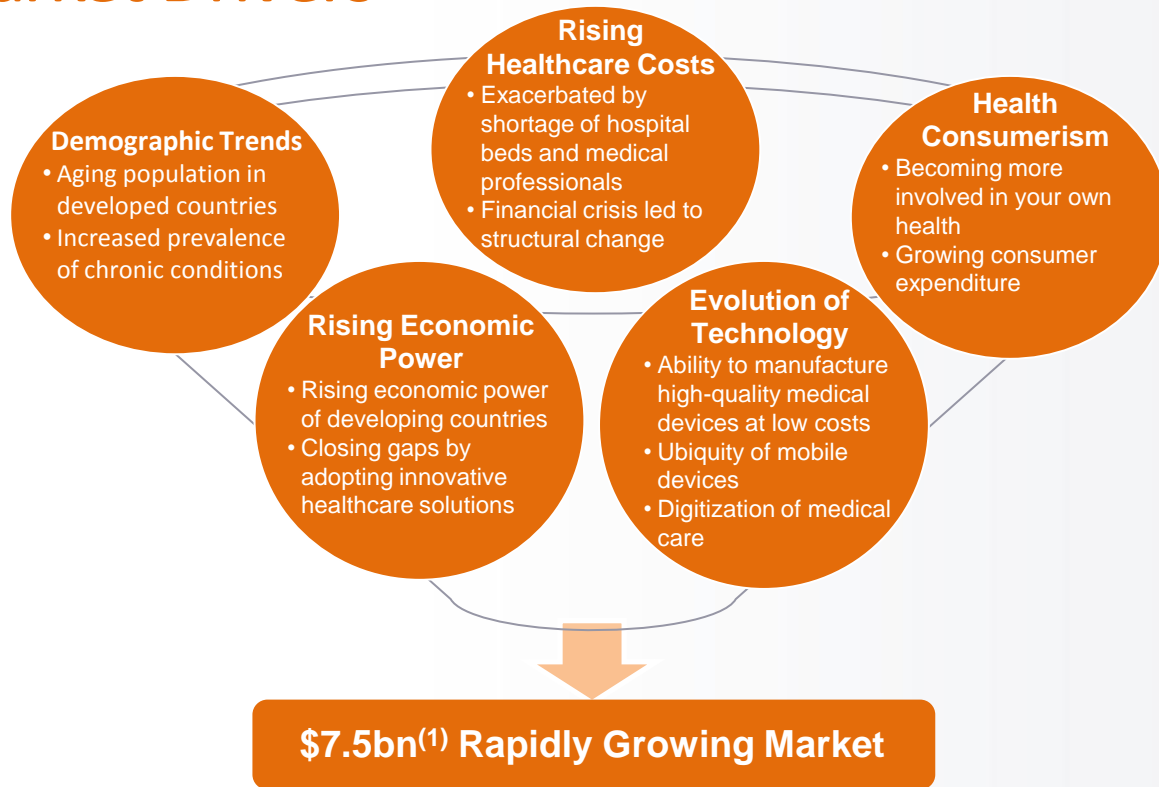 Rising
Healthcare Costs
• Exacerbated by
shortage of hospital
beds and medical
professionals
• Financial crisis led to
structural change
Demographic Trends
• Aging population in
developed countries
• Increased prevalence
of chronic conditions
Health
Consumerism
• Becoming more
involved in your own
health
• Growing consumer
expenditure
Rising Economic
Power
• Rising economic power
of developing countries
• Closing gaps by
adopting innovative
healthcare solutions
Evolution of
Technology
• Ability to manufacture
high-quality medical
devices at low costs
• Ubiquity of mobile
devices
• Digitization of medical
care
$7.5bn(1) Rapidly Growing Market